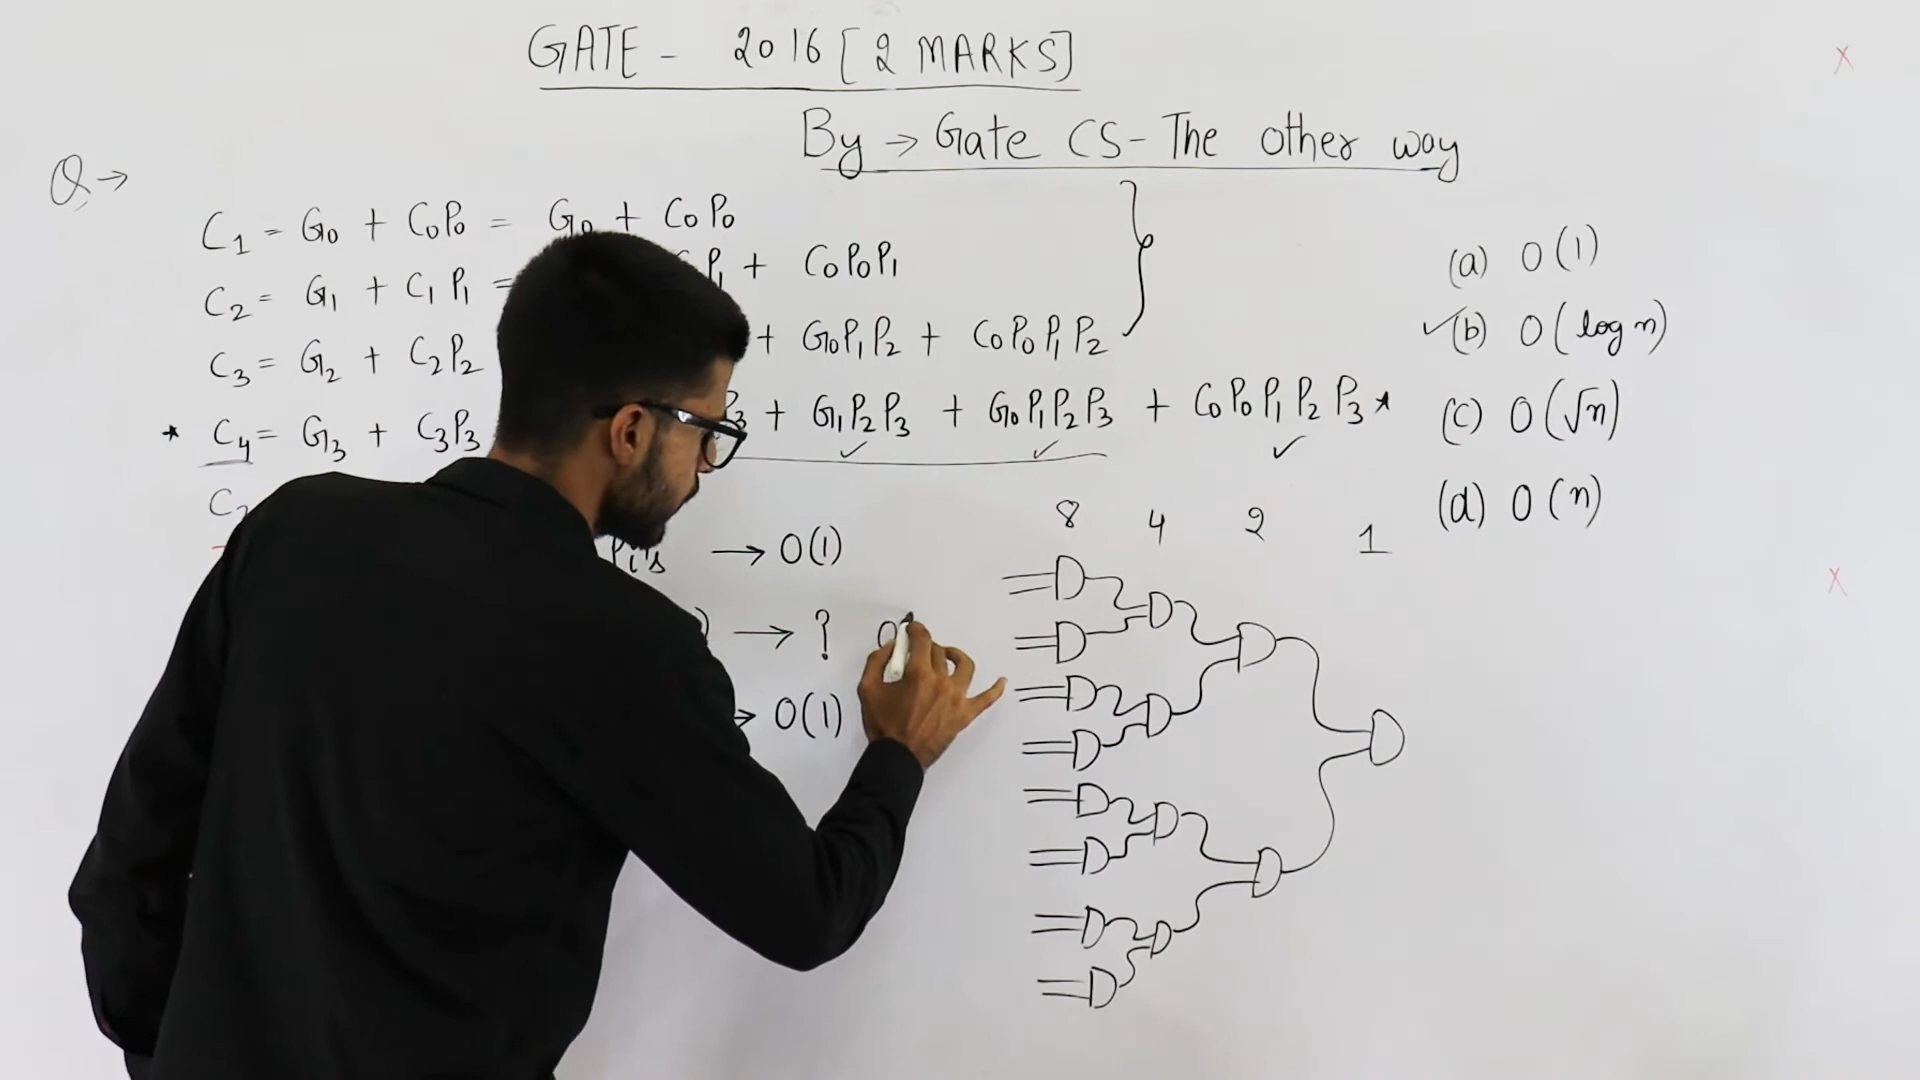 GATE - 2016 [2 MARKS]
By → Gate CS - The other way
Q →
C1 = G0 + C0P0 = G0 + C0P0
C2 = G1 + C1P1 = P1 + C0P0P1
C3 = G2 + C2P2 + G0P1P2 + C0P0P1P2
* C4 = G3 + C3P3 P3 + G1P2P3 + G0P1P2P3 + C0P0P1P2P3 *
(a) O(1)
✓(b) O(log n)
(c) O(√n)
(d) O(n)
Pi's → O(1)
→ ? O
→ O(1)
8 4 2 1